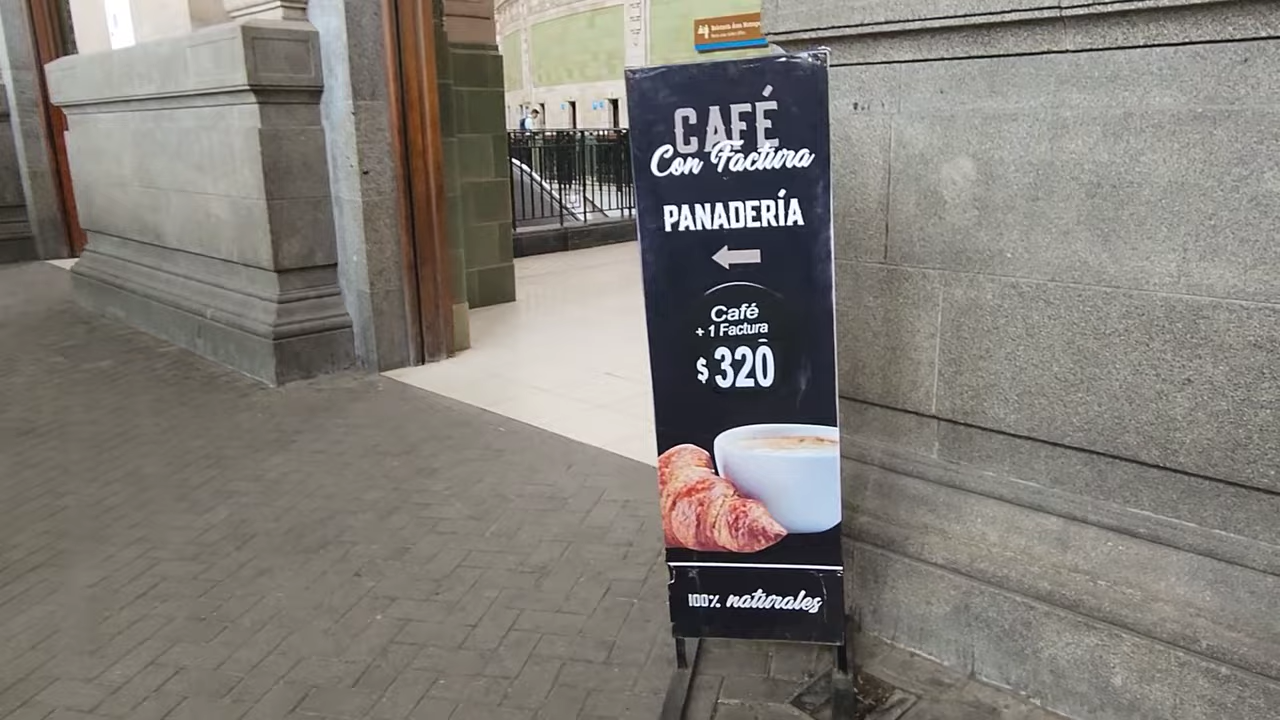 CAFÉ
Con Factura
PANADERÍA
Café
+ 1 Factura
$ 320
100% naturales